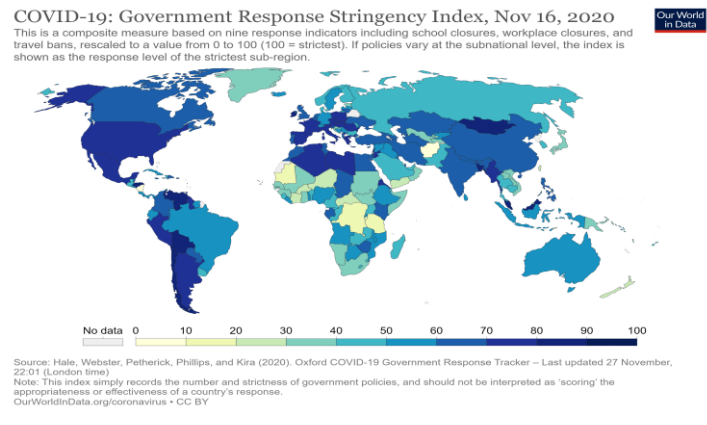 COVID-19: Government Response Stringency Index, Nov 16, 2020
Our World
in Data
This is a composite measure based on nine response indicators including school closures, workplace closures, and
travel bans, rescaled to a value from 0 to 100 (100 = strictest). If policies vary at the subnational level, the index is
shown as the response level of the strictest sub-region.
No data 0 10 20 30 40 50 60 70 80 90 100
Source: Hale, Webster, Petherick, Phillips, and Kira (2020). Oxford COVID-19 Government Response Tracker – Last updated 27 November,
22:01 (London time)
Note: This index simply records the number and strictness of government policies, and should not be interpreted as 'scoring' the
appropriateness or effectiveness of a country's response.
OurWorldInData.org/coronavirus • CC BY